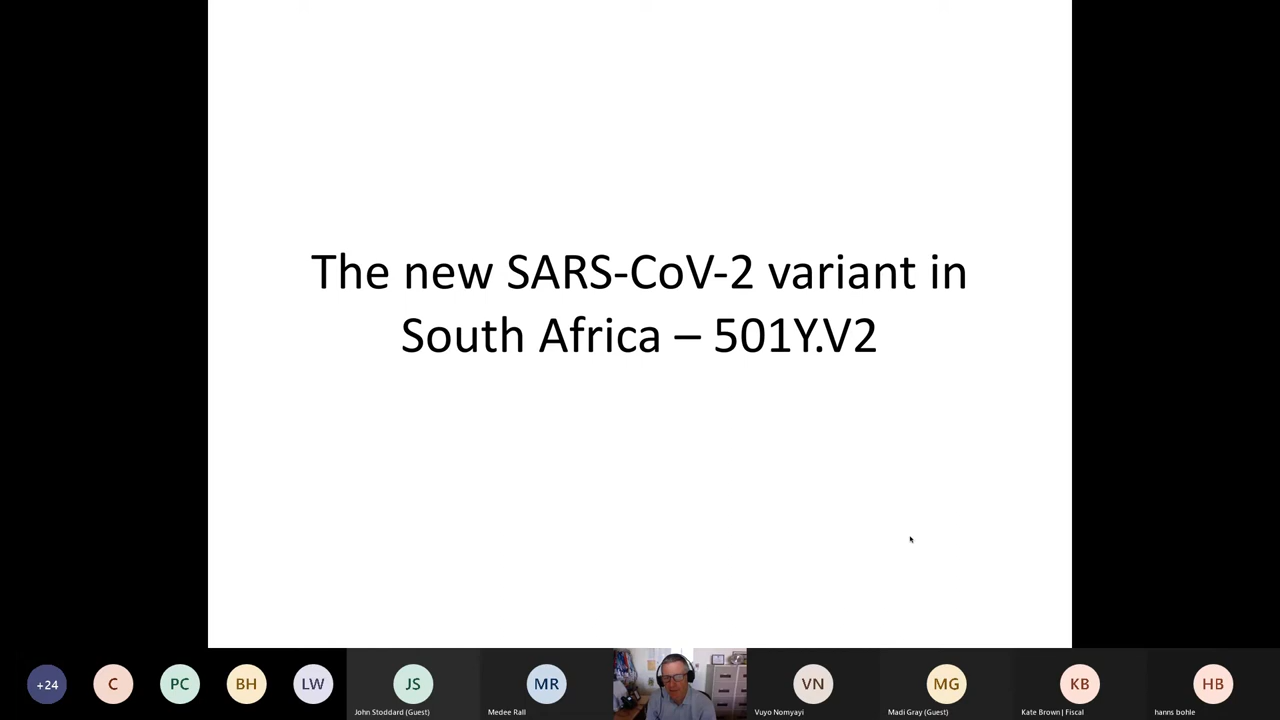 The new SARS-CoV-2 variant in
South Africa – 501Y.V2
+24
C
PC
BH
LW
JS
John Stoddard (Guest)
MR
Medee Rall
VN
Vuyo Nomyayi
MG
Madi Gray (Guest)
KB
Kate Brown | Fiscal
HB
hanns bohle